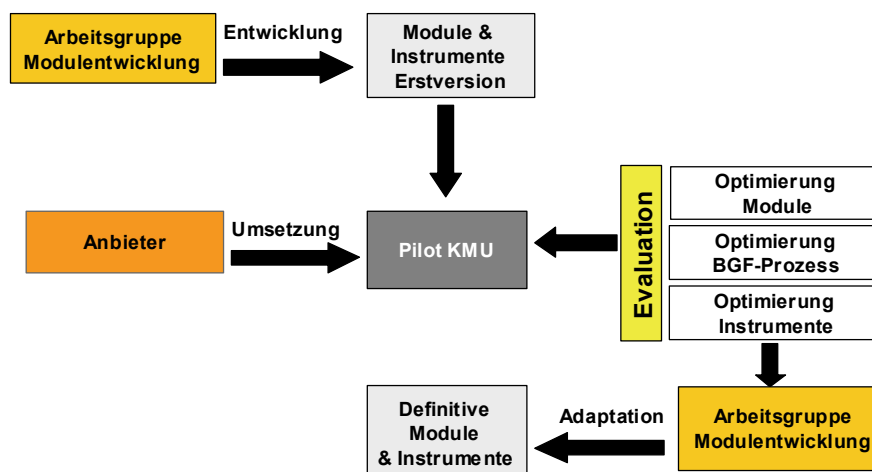 Arbeitsgruppe
Modulentwicklung
Entwicklung
Module &
Instrumente
Erstversion
Anbieter
Umsetzung
Pilot KMU
Evaluation
Optimierung
Module
Optimierung
BGF-Prozess
Optimierung
Instrumente
Definitive
Module
& Instrumente
Adaptation
Arbeitsgruppe
Modulentwicklung